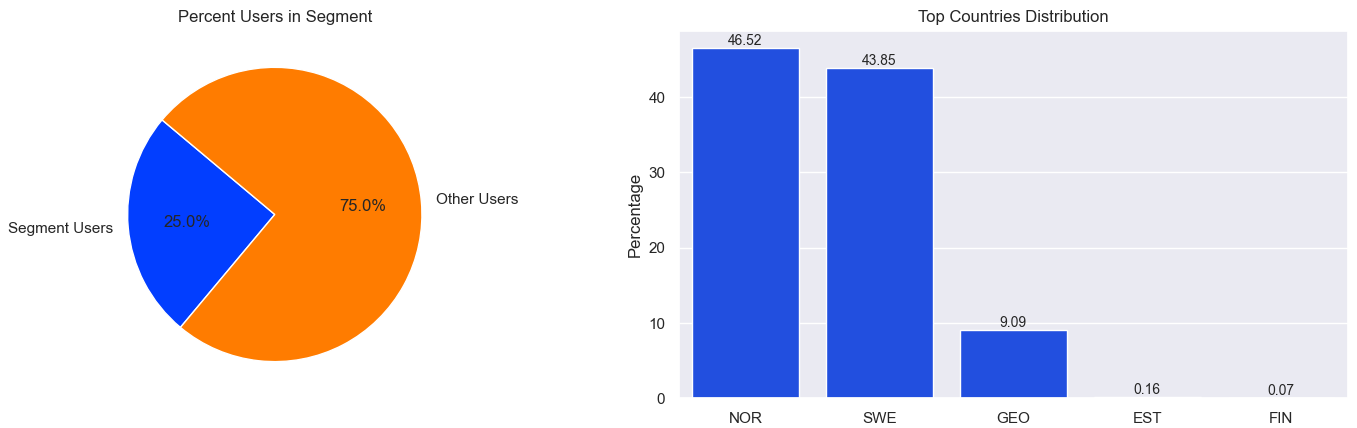 Percent Users in Segment
Segment Users
25.0%
75.0%
Other Users
Top Countries Distribution
Percentage
40
30
20
10
0
46.52
43.85
9.09
0.16
0.07
NOR
SWE
GEO
EST
FIN